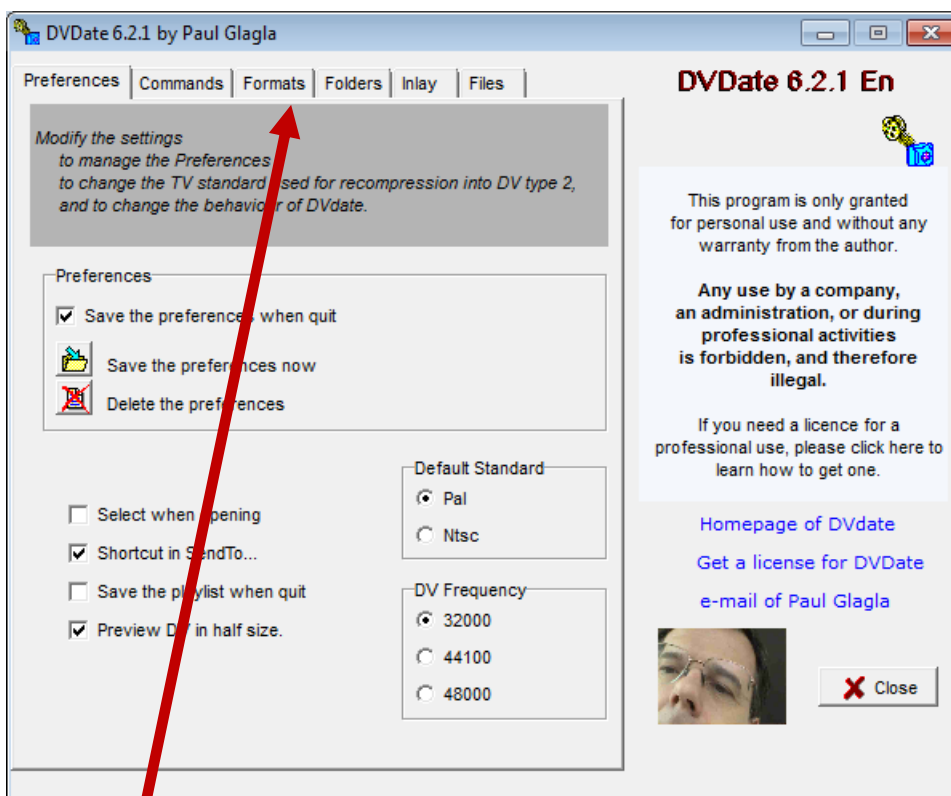 DVDate 6.2.1 by Paul Glagla
Preferences Commands Formats Folders Inlay Files
DVDate 6.2.1 En
Modify the settings
to manage the Preferences
to change the TV standard used for recompression into DV type 2,
and to change the behaviour of DVdate.
Preferences
Save the preferences when quit
Save the preferences now
Delete the preferences
Select when opening
Shortcut in SendTo...
Save the playlist when quit
Preview DV in half size.
Default Standard
Pal
Ntsc
DV Frequency
32000
44100
48000
This program is only granted
for personal use and without any
warranty from the author.
Any use by a company,
an administration, or during
professional activities
is forbidden, and therefore
illegal.
If you need a licence for a
professional use, please click here to
learn how to get one.
Homepage of DVdate
Get a license for DVDate
e-mail of Paul Glagla
Close